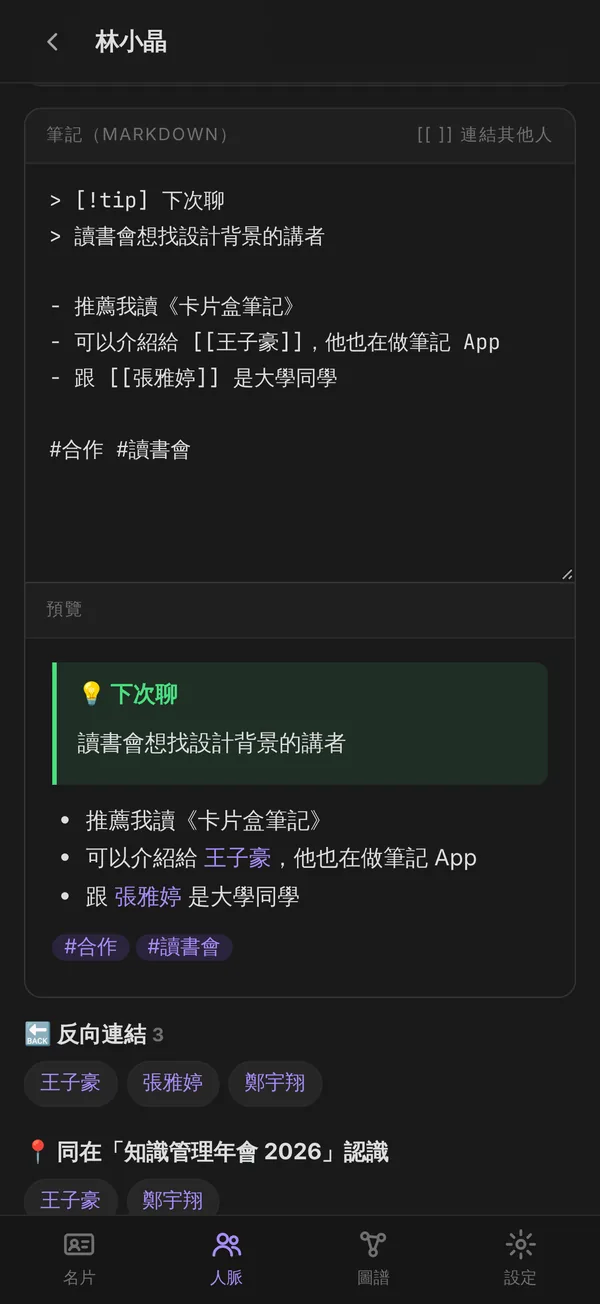 林小晶
筆記（MARKDOWN） [[ ]] 連結其他人
> [!tip] 下次聊
> 讀書會想找設計背景的講者
- 推薦我讀《卡片盒筆記》
- 可以介紹給 [[王子豪]]，他也在做筆記 App
- 跟 [[張雅婷]] 是大學同學
#合作 #讀書會
預覽
💡 下次聊
讀書會想找設計背景的講者
• 推薦我讀《卡片盒筆記》
• 可以介紹給 王子豪，他也在做筆記 App
• 跟 張雅婷 是大學同學
#合作 #讀書會
🔙 反向連結 3
王子豪 張雅婷 鄭宇翔
📍 同在「知識管理年會 2026」認識
王子豪 鄭宇翔
名片 人脈 圖譜 設定